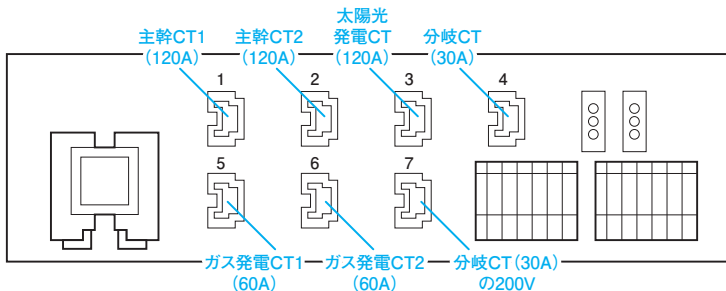 太陽光
主幹CT1 主幹CT2 発電CT 分岐CT
(120A) (120A) (120A) (30A)
1 2 3 4
5 6 7
ガス発電CT1 ガス発電CT2 分岐CT(30A)
(60A) (60A) の200V